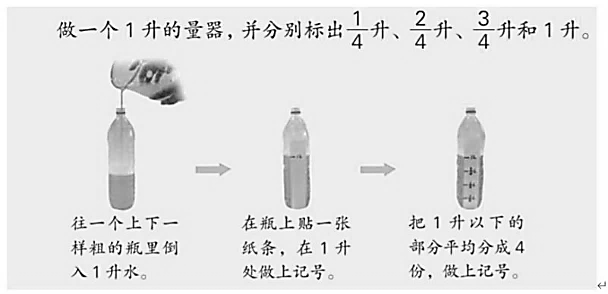 做一个1升的量器，并分别标出1/4升、2/4升、3/4升和1升。
往一个上下一
样粗的瓶里倒
入1升水。
在瓶上贴一张
纸条，在1升
处做上记号。
把1升以下的
部分平均分成4
份，做上记号。